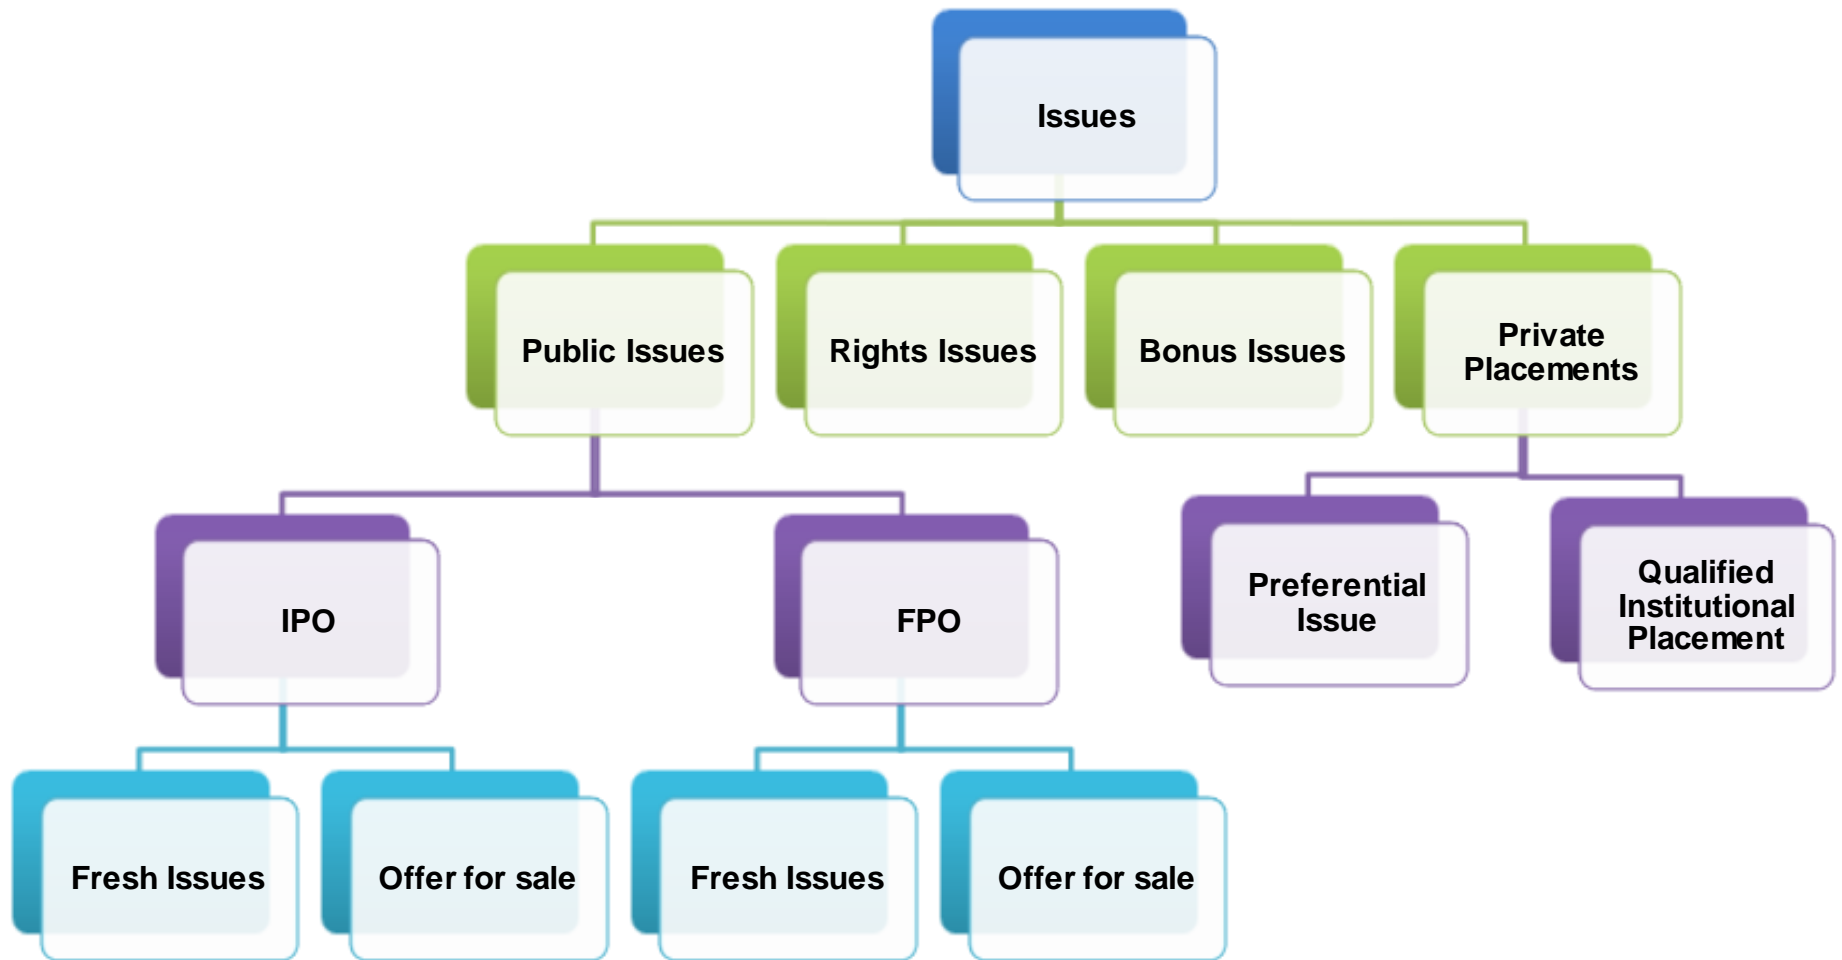 Issues
Public Issues
Rights Issues
Bonus Issues
Private
Placements
IPO
FPO
Preferential
Issue
Qualified
Institutional
Placement
Fresh Issues
Offer for sale
Fresh Issues
Offer for sale